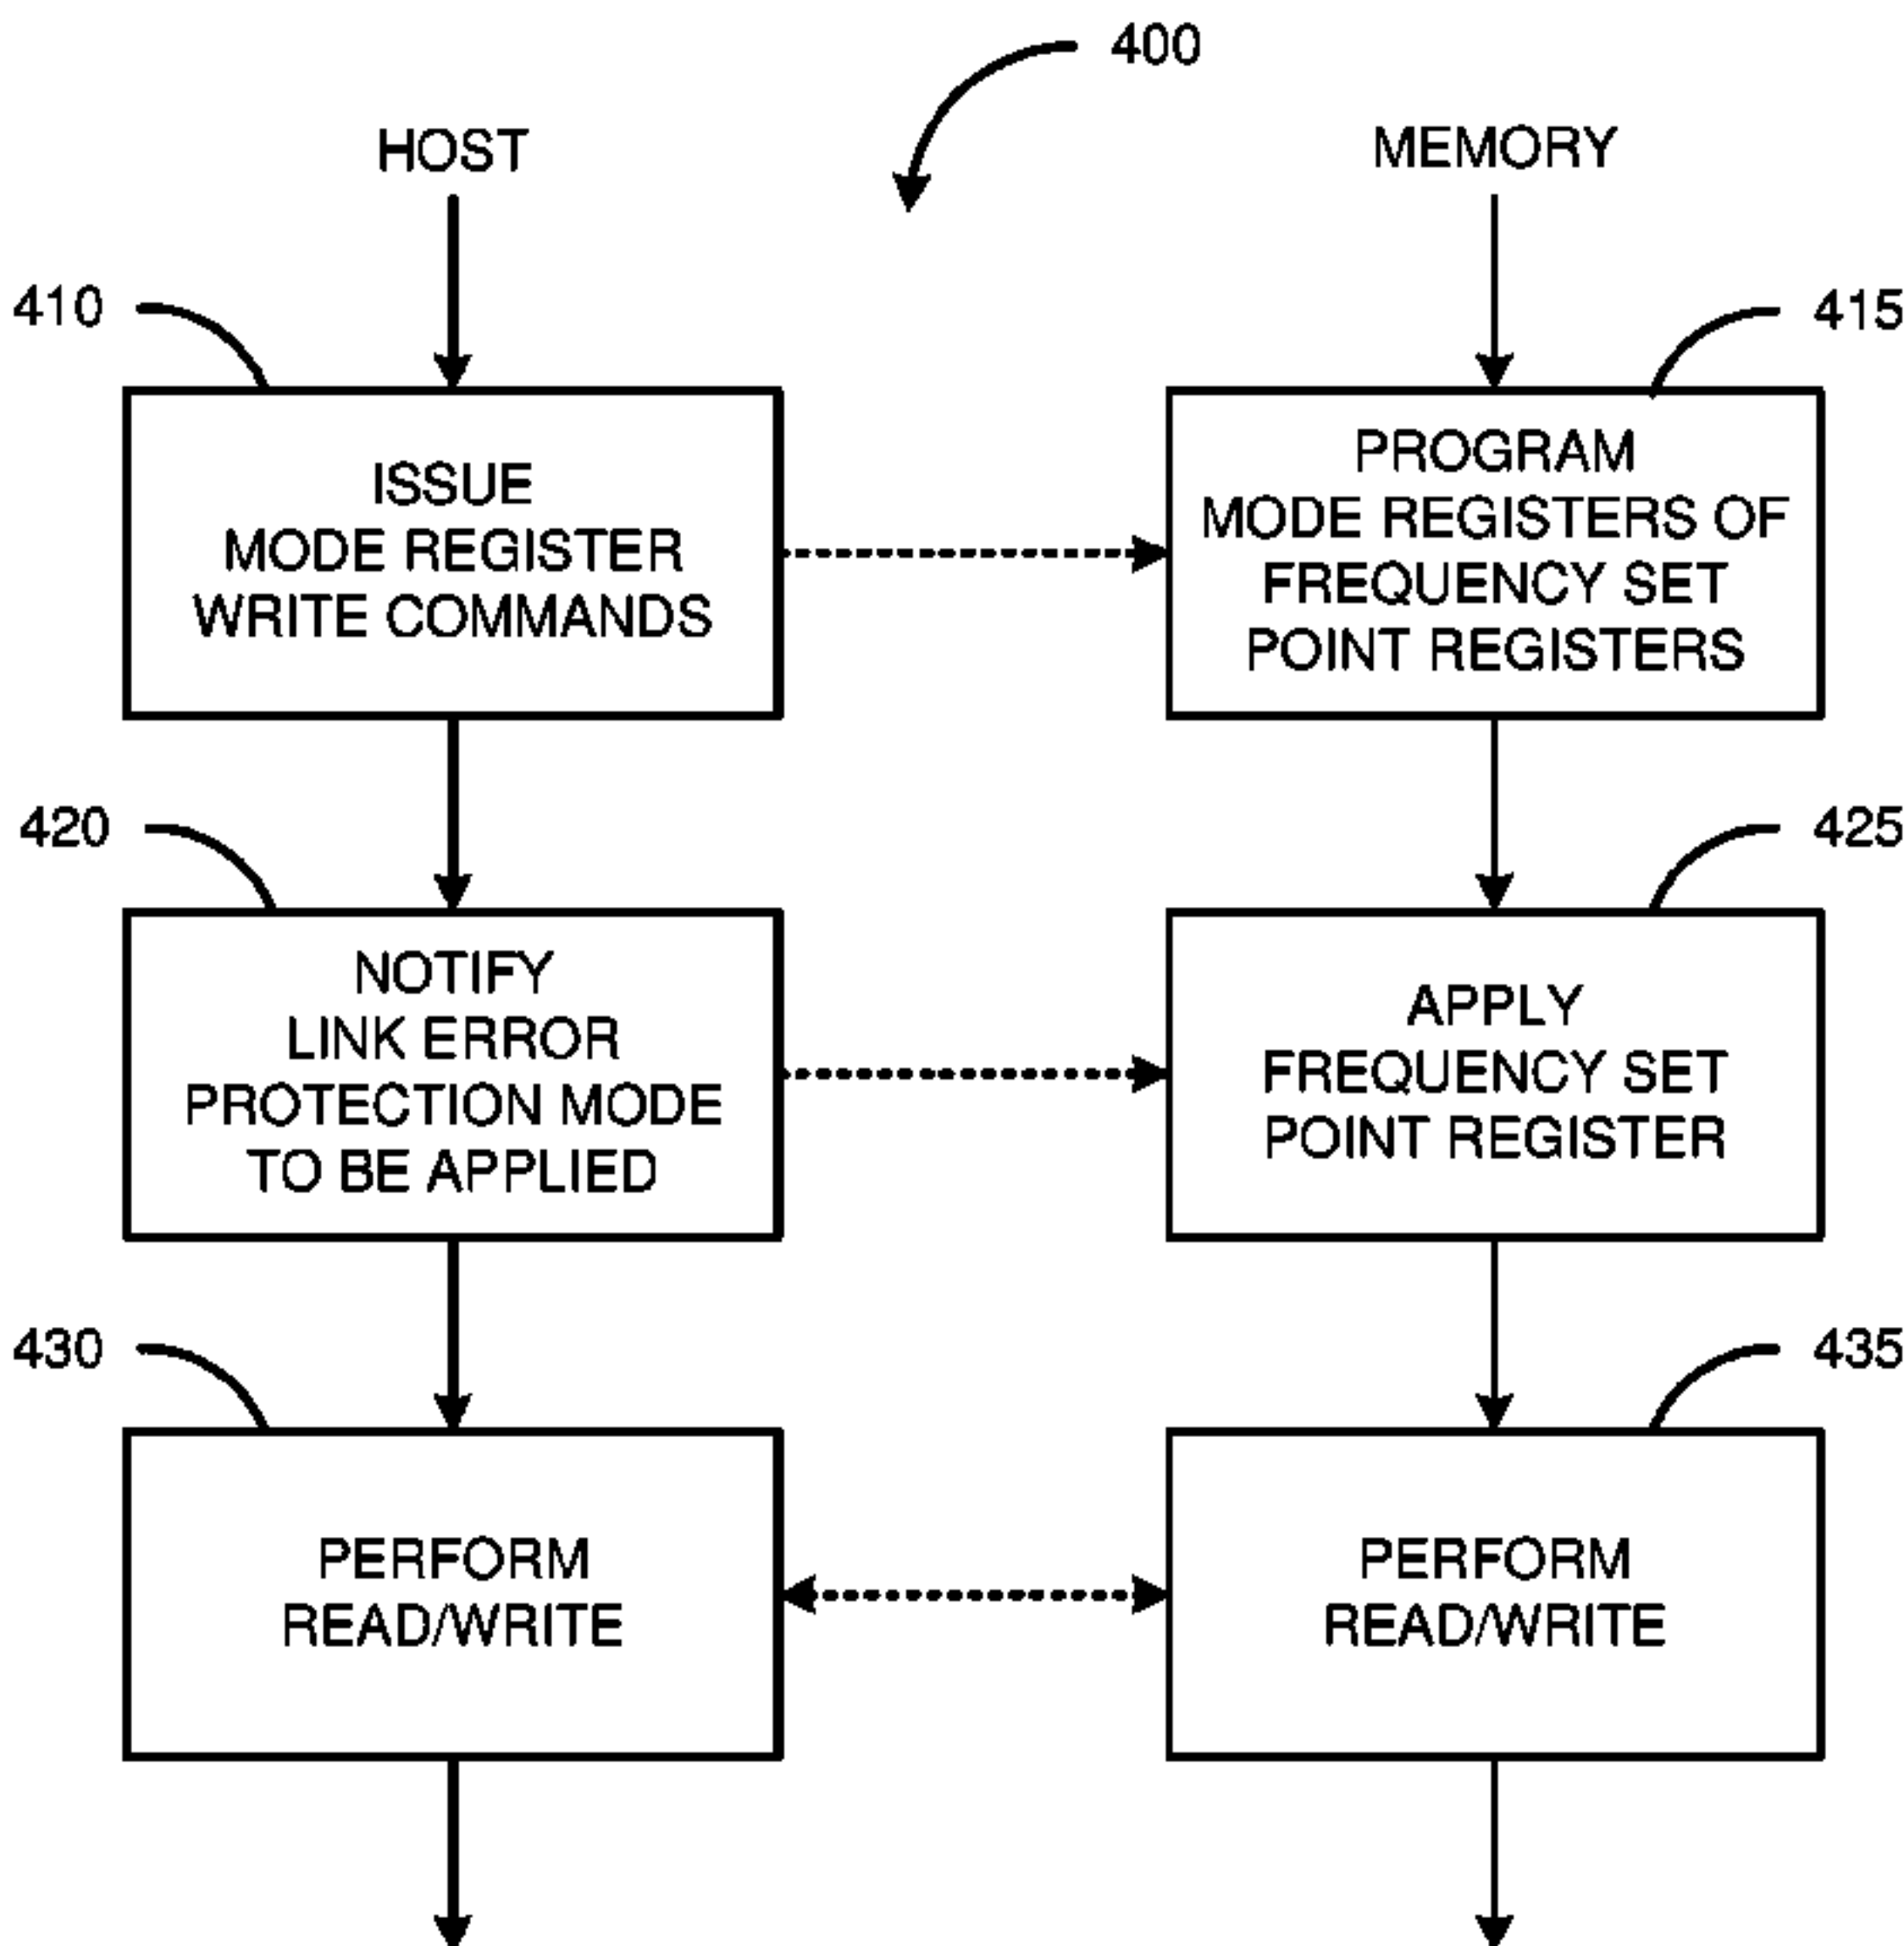 400
HOST
MEMORY
410
415
ISSUE
MODE REGISTER
WRITE COMMANDS
PROGRAM
MODE REGISTERS OF
FREQUENCY SET
POINT REGISTERS
420
425
NOTIFY
LINK ERROR
PROTECTION MODE
TO BE APPLIED
APPLY
FREQUENCY SET
POINT REGISTER
430
435
PERFORM
READ/WRITE
PERFORM
READ/WRITE